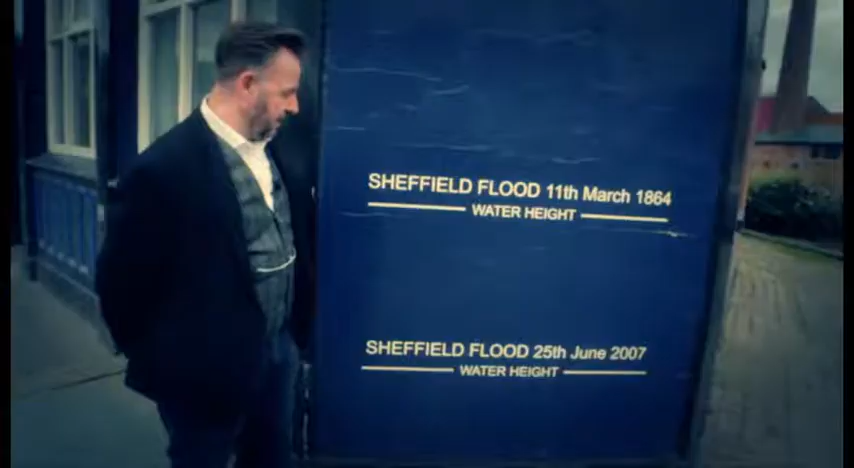 SHEFFIELD FLOOD 11th March 1864
WATER HEIGHT
SHEFFIELD FLOOD 25th June 2007
WATER HEIGHT